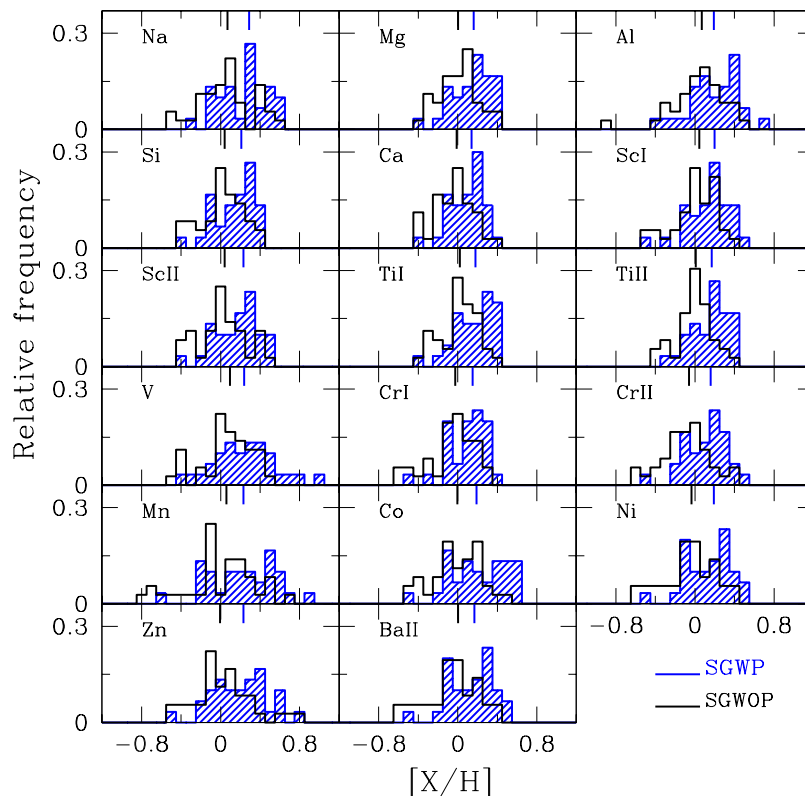 0.3 Na Mg Al
0
0.3 Si Ca ScI
0
0.3 ScII TiI TiII
0
0.3 V CrI CrII
0
0.3 Mn Co Ni
0
−0.8 0 0.8
0.3 Zn BaII
0
SGWP
SGWOP
−0.8 0 0.8 −0.8 0 0.8
Relative frequency
[X/H]